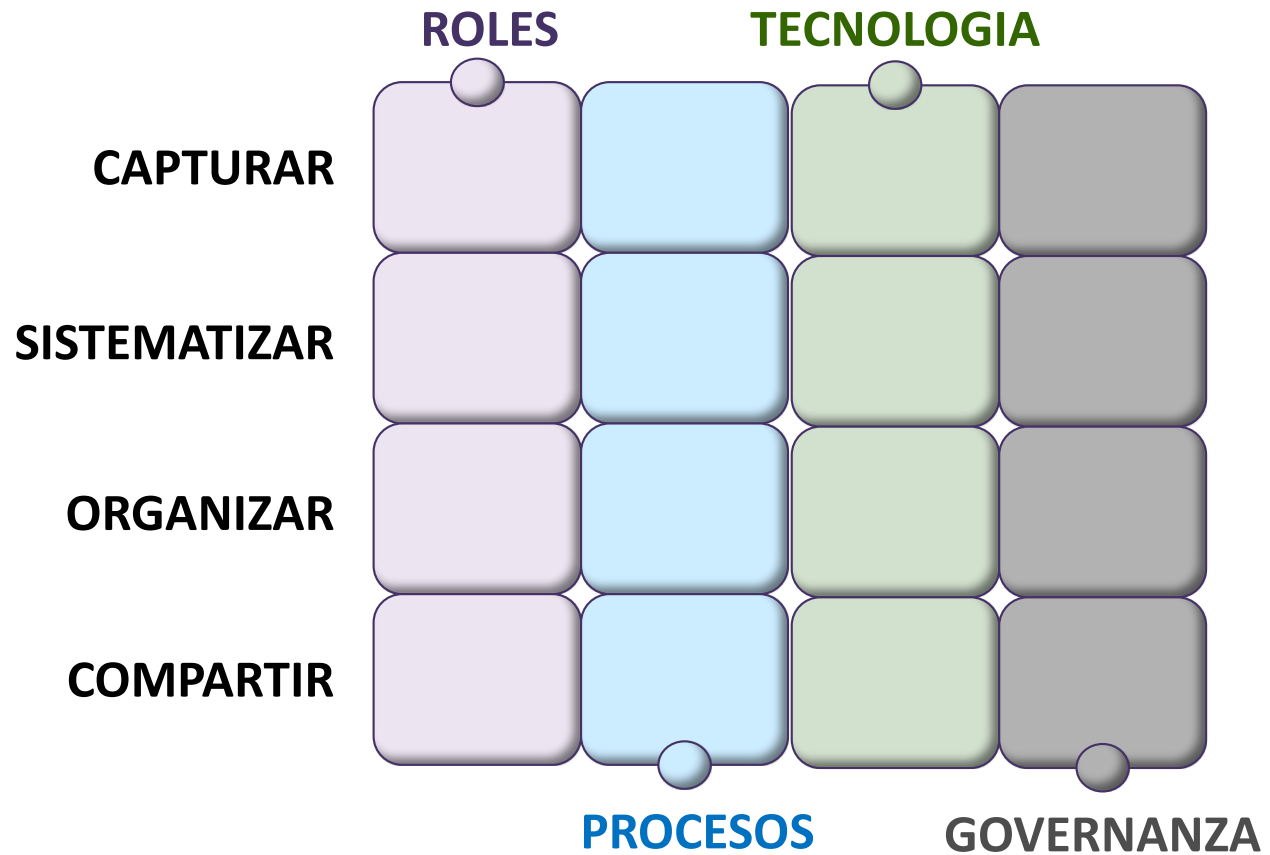 ROLES
TECNOLOGIA
CAPTURAR
SISTEMATIZAR
ORGANIZAR
COMPARTIR
PROCESOS
GOVERNANZA